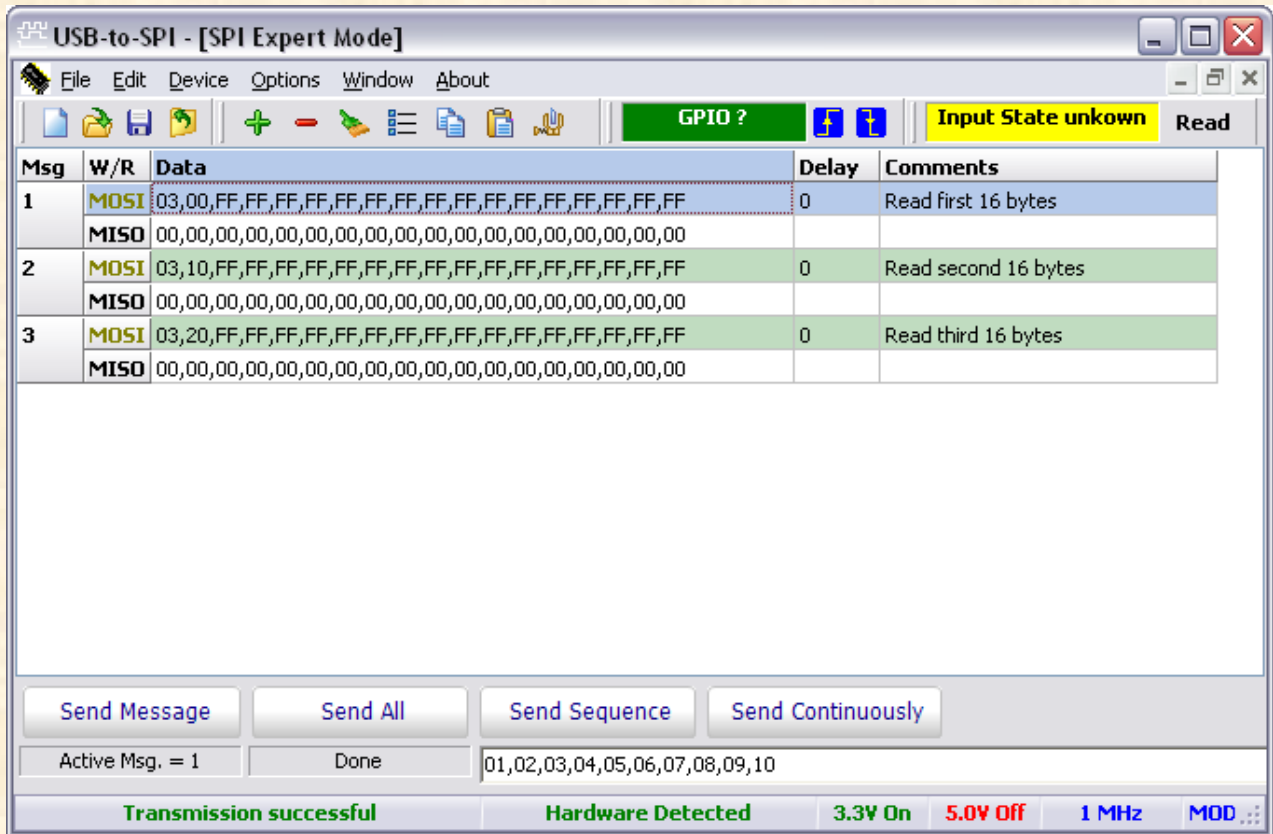 USB-to-SPI - [SPI Expert Mode]
File Edit Device Options Window About
GPIO ? Input State unkown Read
Msg W/R Data Delay Comments
1 MOSI 03,00,FF,FF,FF,FF,FF,FF,FF,FF,FF,FF,FF,FF,FF,FF,FF,FF 0 Read first 16 bytes
MISO 00,00,00,00,00,00,00,00,00,00,00,00,00,00,00,00,00,00
2 MOSI 03,10,FF,FF,FF,FF,FF,FF,FF,FF,FF,FF,FF,FF,FF,FF,FF,FF 0 Read second 16 bytes
MISO 00,00,00,00,00,00,00,00,00,00,00,00,00,00,00,00,00,00
3 MOSI 03,20,FF,FF,FF,FF,FF,FF,FF,FF,FF,FF,FF,FF,FF,FF,FF,FF 0 Read third 16 bytes
MISO 00,00,00,00,00,00,00,00,00,00,00,00,00,00,00,00,00,00
Send Message Send All Send Sequence Send Continuously
Active Msg. = 1 Done 01,02,03,04,05,06,07,08,09,10
Transmission successful Hardware Detected 3.3V On 5.0V Off 1 MHz MOD